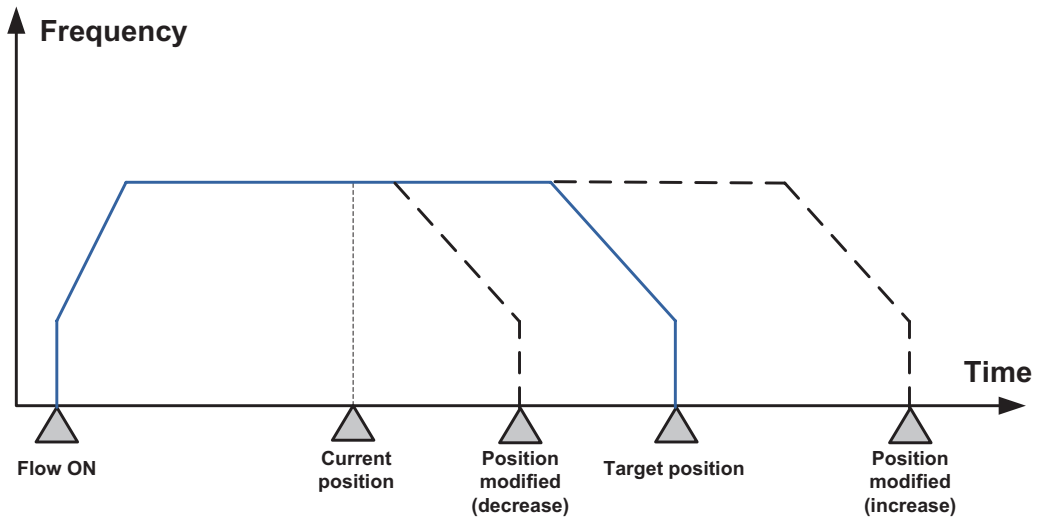 Frequency
Time
Flow ON
Current
position
Position
modified
(decrease)
Target position
Position
modified
(increase)